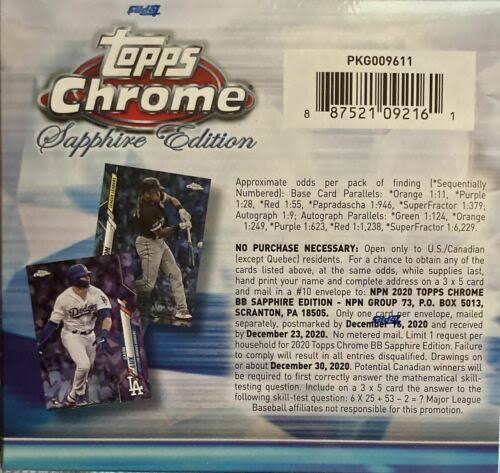 Topps
Chrome
Sapphire Edition
PKG009611
8 87521 09216 1
Approximate odds per pack of finding (*Sequentially
Numbered): Base Card Parallels: *Orange 1:11, *Purple
1:28, *Red 1:55, *Papradascha 1:946, *SuperFractor 1:379;
Autograph 1:9; Autograph Parallels: *Green 1:124, *Orange
1:249, *Purple 1:623, *Red 1:1,238, *SuperFractor 1:6,229.
NO PURCHASE NECESSARY: Open only to U.S./Canadian
(except Quebec) residents. For a chance to obtain any of the
cards listed above, at the same odds, while supplies last,
hand print your name and complete address on a 3 x 5 card
and mail in a #10 envelope to: NPN 2020 TOPPS CHROME
BB SAPPHIRE EDITION - NPN GROUP 73, P.O. BOX 5013,
SCRANTON, PA 18505. Only one card per envelope, mailed
separately, postmarked by December 16, 2020 and received
by December 23, 2020. No metered mail. Limit 1 request per
household for 2020 Topps Chrome BB Sapphire Edition. Failure
to comply will result in all entries disqualified. Drawings on
or about December 30, 2020. Potential Canadian winners will
be required to first correctly answer the mathematical skill-
testing question. Include on a 3 x 5 card the answer to the
following skill-test question: 6 X 25 + 53 – 2 = ? Major League
Baseball affiliates not responsible for this promotion.
Dodgers
LA